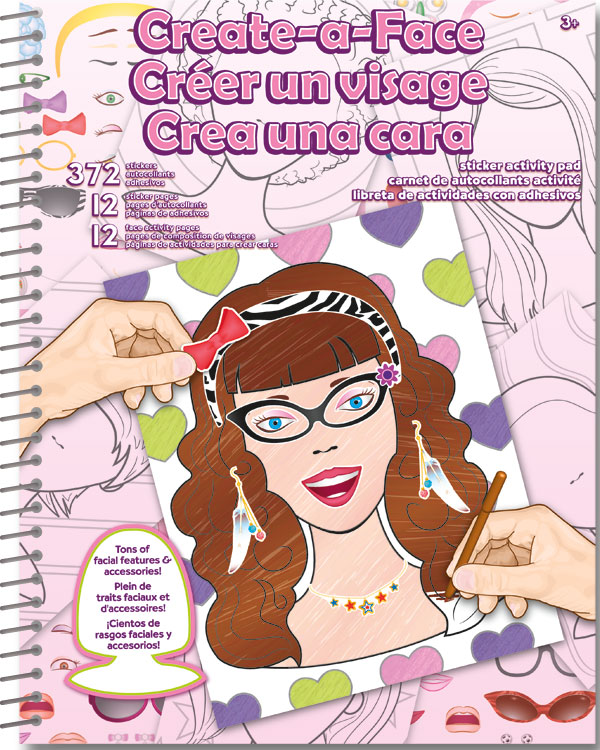 Create-a-Face
Créer un visage
Crea una cara
3+
372 stickers
autocollants
adhesivos
12 sticker pages
pages d'autocollants
páginas de adhesivos
12 face activity pages
pages de composition de visages
páginas de actividades para crear caras
sticker activity pad
carnet de autocollants activité
libreta de actividades con adhesivos
Tons of
facial features &
accessories!
Plein de
traits faciaux et
d'accessoires!
¡Cientos de
rasgos faciales y
accesorios!